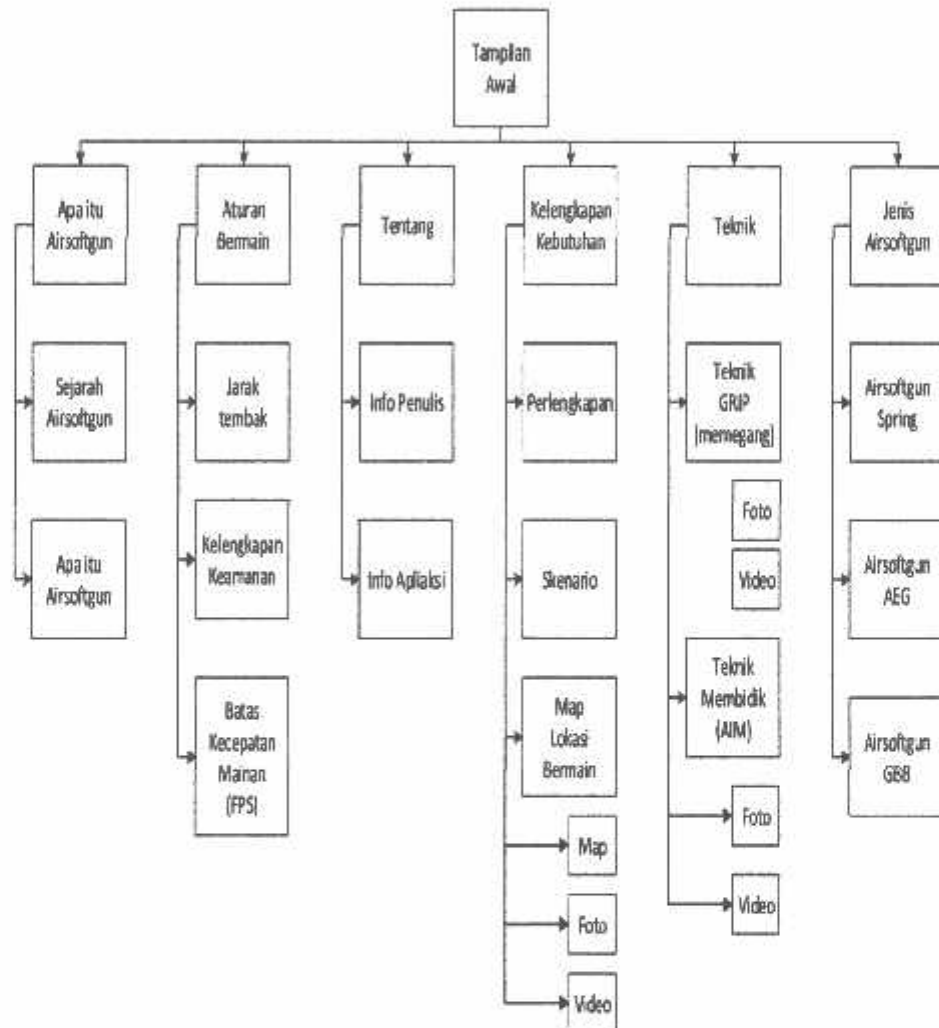 Tampilan
Awal
Apa itu
Airsoftgun
Aturan
Bermain
Tentang
Kelengkapan
Kebutuhan
Teknik
Jenis
Airsoftgun
Sejarah
Airsoftgun
Jarak
tembak
Info Penulis
Perlengkapan
Teknik
GRIP
(memegang)
Airsoftgun
Spring
Foto
Video
Apa itu
Airsoftgun
Kelengkapan
Keamanan
Info Apliaksi
Skenario
Airsoftgun
AEG
Teknik
Membidik
(AIM)
Batas
Kecepatan
Mainan
(FPS)
Map
Lokasi
Bermain
Airsoftgun
GBB
Foto
Map
Video
Foto
Video